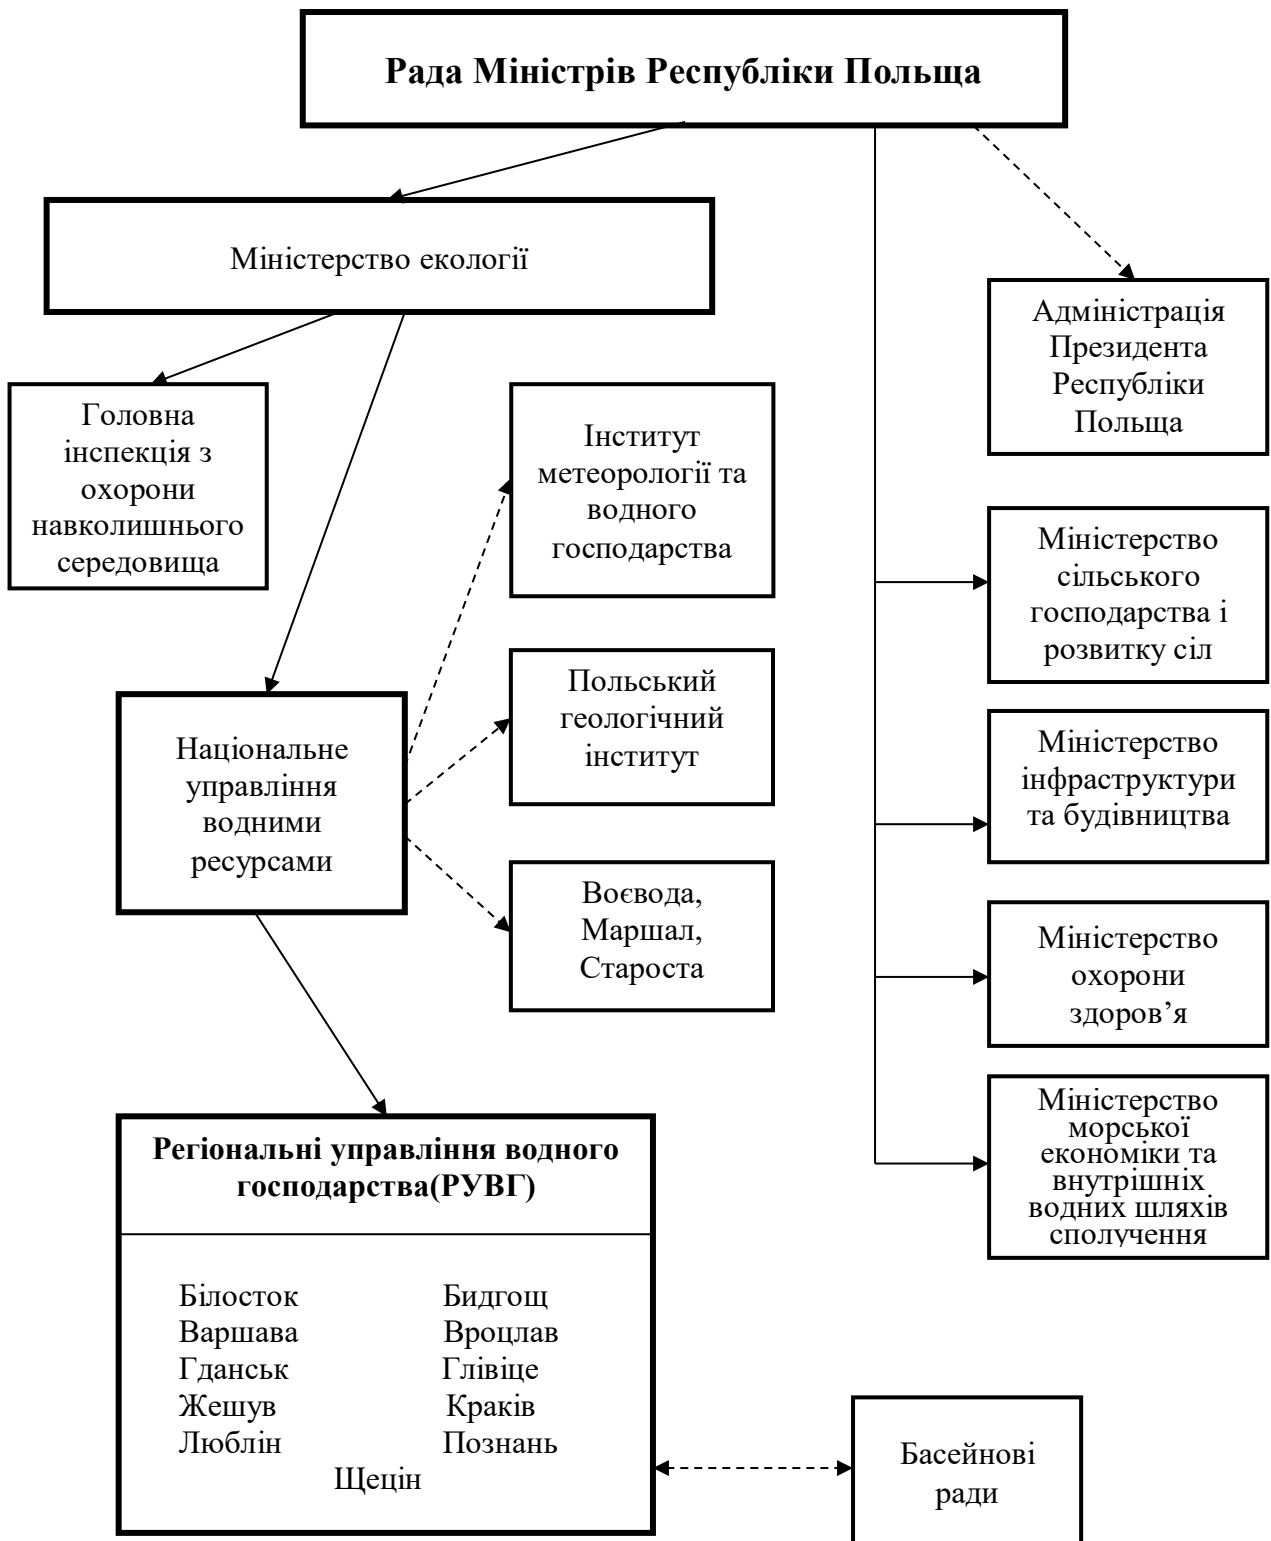 Рада Міністрів Республіки Польща
Міністерство екології
Адміністрація
Президента
Республіки
Польща
Головна
інспекція з
охорони
навколишнього
середовища
Інститут
метеорології та
водного
господарства
Міністерство
сільського
господарства і
розвитку сіл
Польський
геологічний
інститут
Національне
управління
водними
ресурсами
Міністерство
інфраструктури
та будівництва
Воєвода,
Маршал,
Староста
Міністерство
охорони
здоров’я
Міністерство
морської
економіки та
внутрішніх
водних шляхів
сполучення
Регіональні управління водного
господарства(РУВГ)
Білосток Бидгощ
Варшава Вроцлав
Гданськ Глівіце
Жешув Краків
Люблін Познань
Щецін
Басейнові
ради